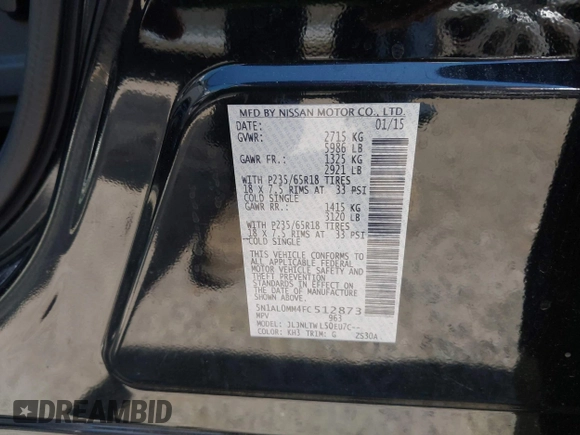 MFD BY NISSAN MOTOR CO., LTD.
DATE: 01/15
GVWR: 2715 KG
5986 LB
GAWR FR.: 1325 KG
2921 LB
WITH P235/65R18 TIRES
18 X 7.5 RIMS AT 33 PSI
COLD SINGLE
GAWR RR.: 1415 KG
3120 LB
WITH P235/65R18 TIRES
18 X 7.5 RIMS AT 33 PSI
COLD SINGLE
THIS VEHICLE CONFORMS TO
ALL APPLICABLE FEDERAL
MOTOR VEHICLE SAFETY AND
THEFT PREVENTION
STANDARDS IN EFFECT ON
THE DATE OF MANUFACTURE
SHOWN ABOVE.
5N1AL0MM4FC512873
MPV 963
MODEL: JLJNLTWL50EU7C--
COLOR: KH3 TRIM: G ZS30A
DREAMBID